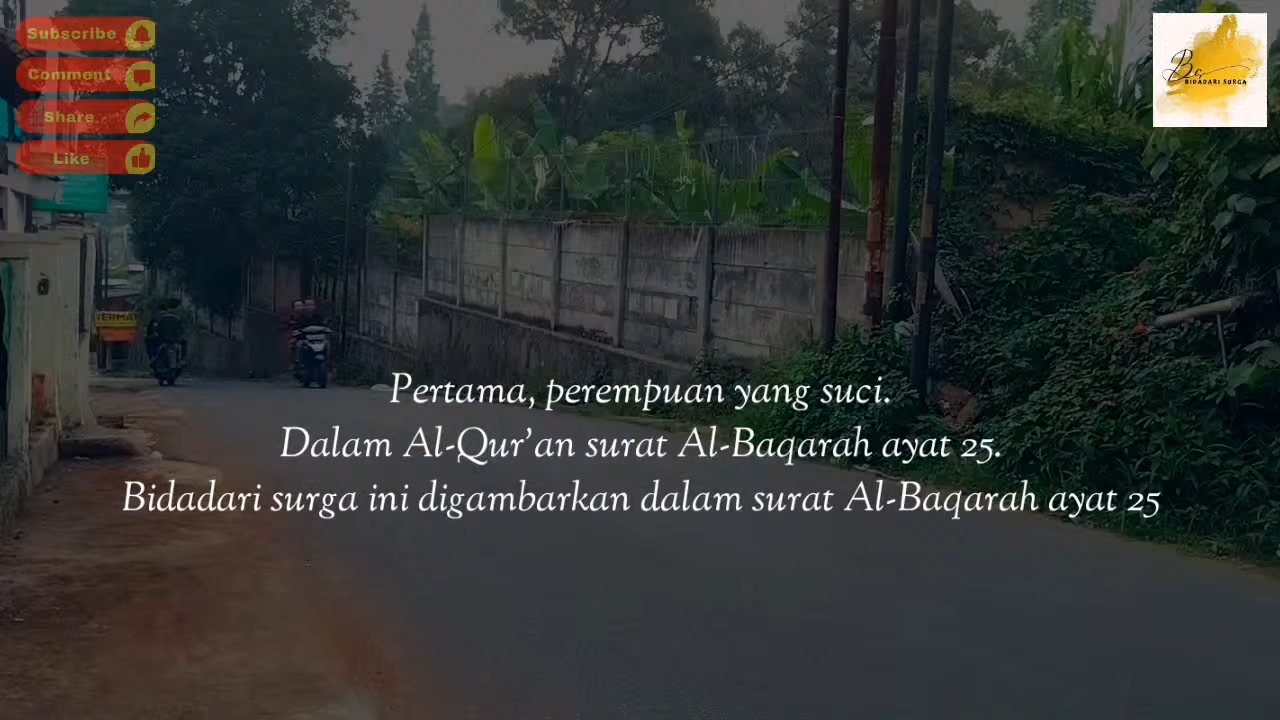 Subscribe
Comment
Share
Like
Be
BIDADARI SURGA
Pertama, perempuan yang suci.
Dalam Al-Qur'an surat Al-Baqarah ayat 25.
Bidadari surga ini digambarkan dalam surat Al-Baqarah ayat 25